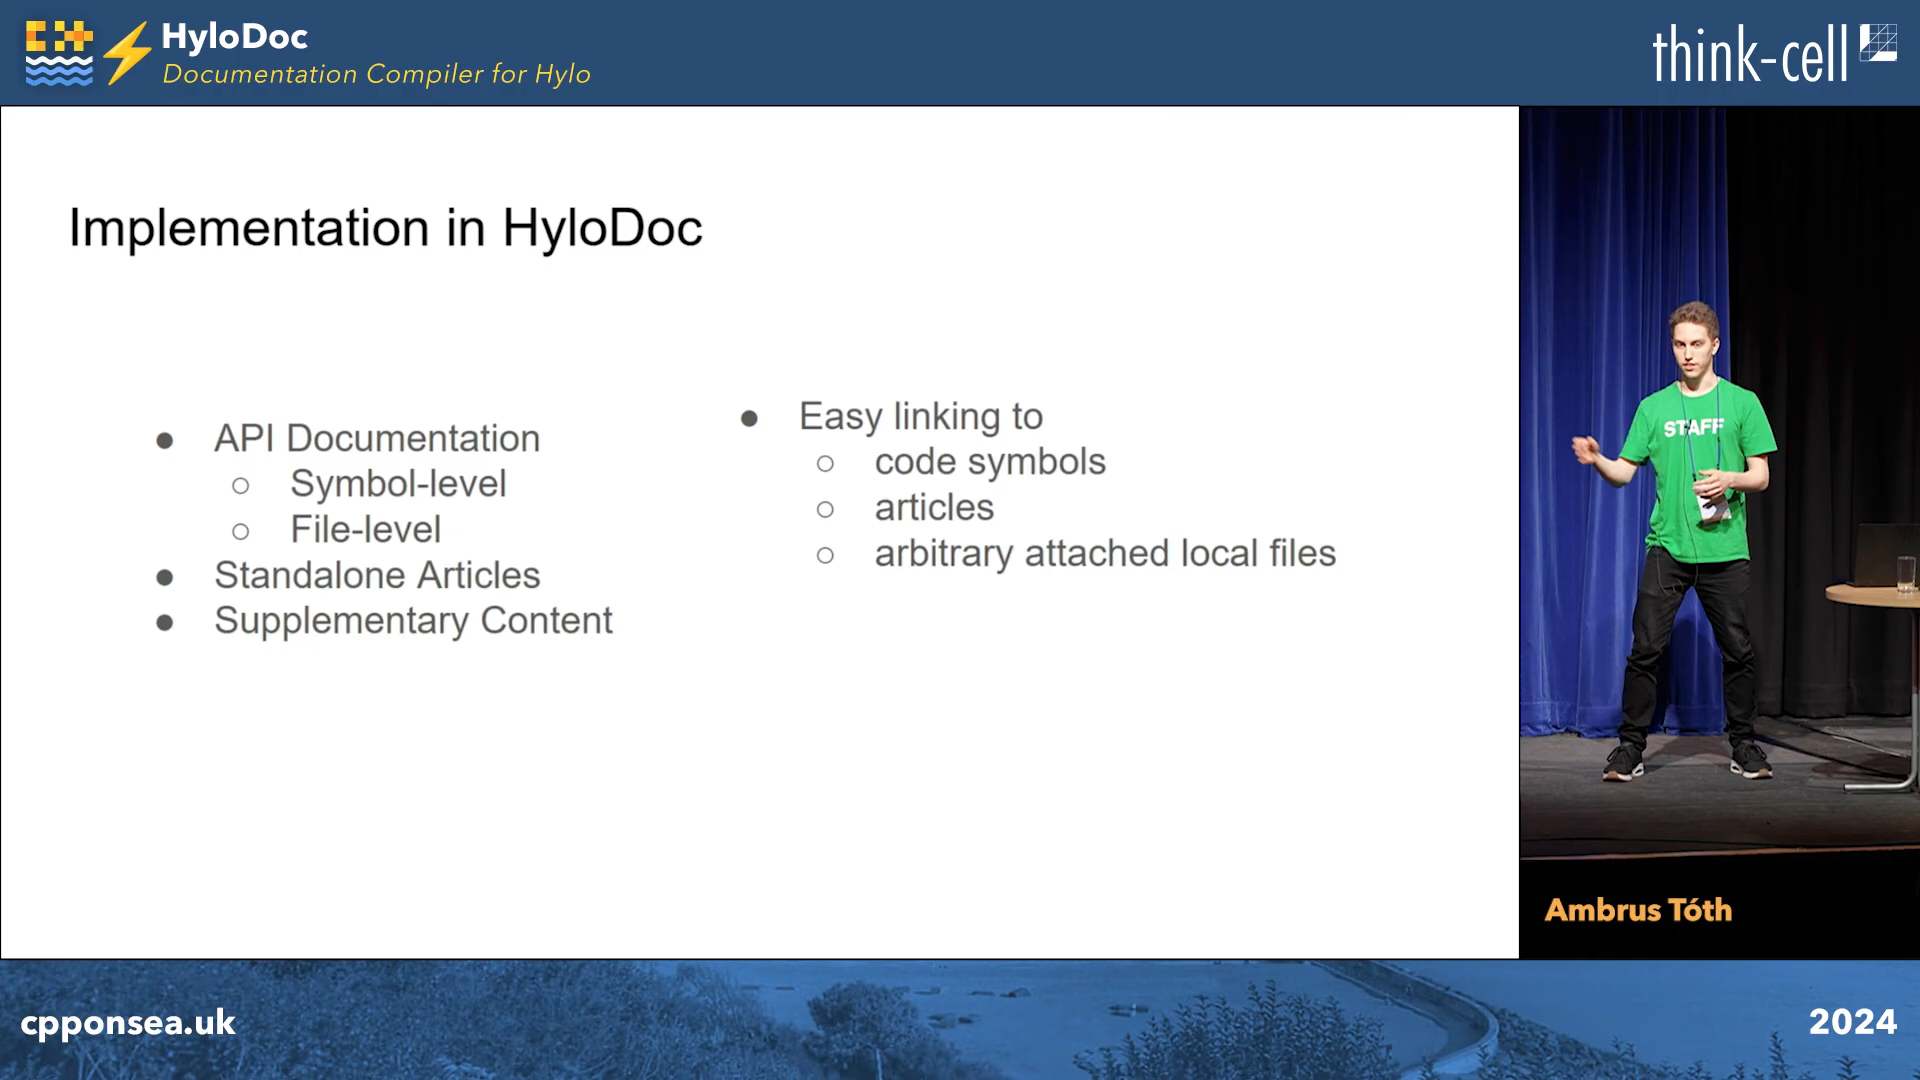 HyloDoc
Documentation Compiler for Hylo
think-cell
Implementation in HyloDoc
● API Documentation
○ Symbol-level
○ File-level
● Standalone Articles
● Supplementary Content
● Easy linking to
○ code symbols
○ articles
○ arbitrary attached local files
STAFF
Ambrus Tóth
cpponsea.uk
2024